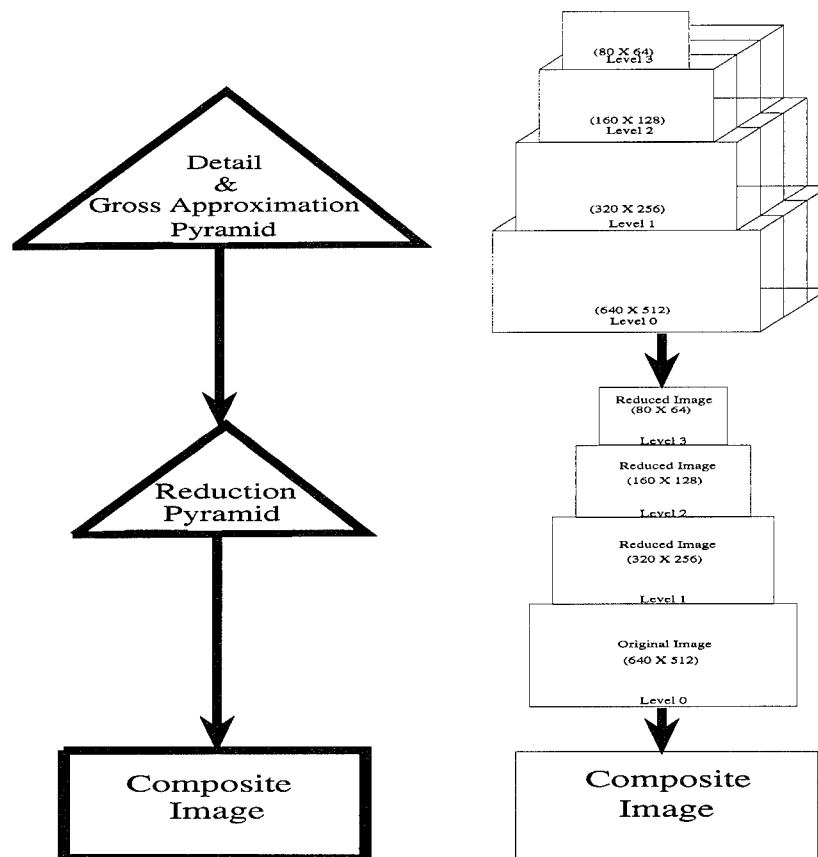 Detail
&
Gross Approximation
Pyramid
Reduction
Pyramid
Composite
Image
(80 X 64)
Level 3
(160 X 128)
Level 2
(320 X 256)
Level 1
(640 X 512)
Level 0
Reduced Image
(80 X 64)
Level 3
Reduced Image
(160 X 128)
Level 2
Reduced Image
(320 X 256)
Level 1
Original Image
(640 X 512)
Level 0
Composite
Image